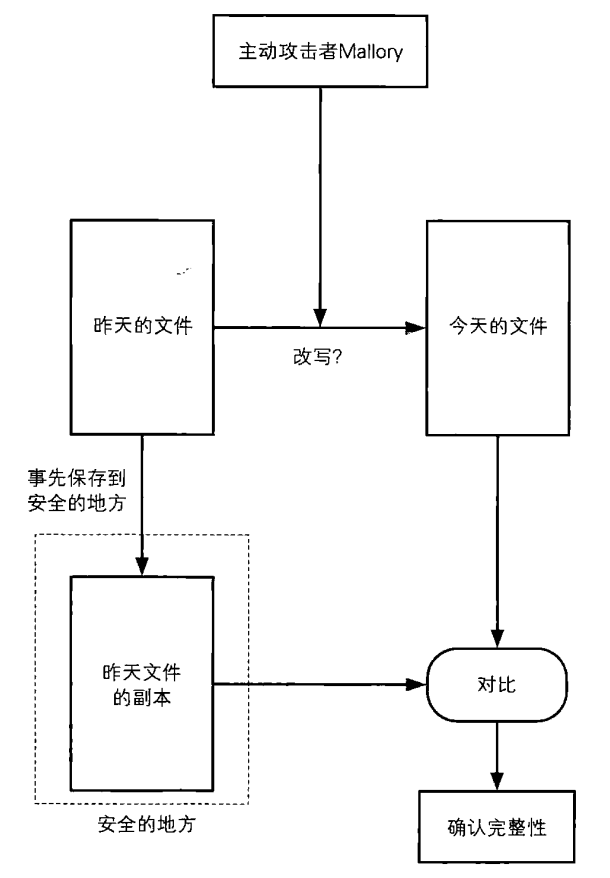 主动攻击者Mallory
昨天的文件
今天的文件
改写?
事先保存到
安全的地方
昨天文件
的副本
对比
安全的地方
确认完整性